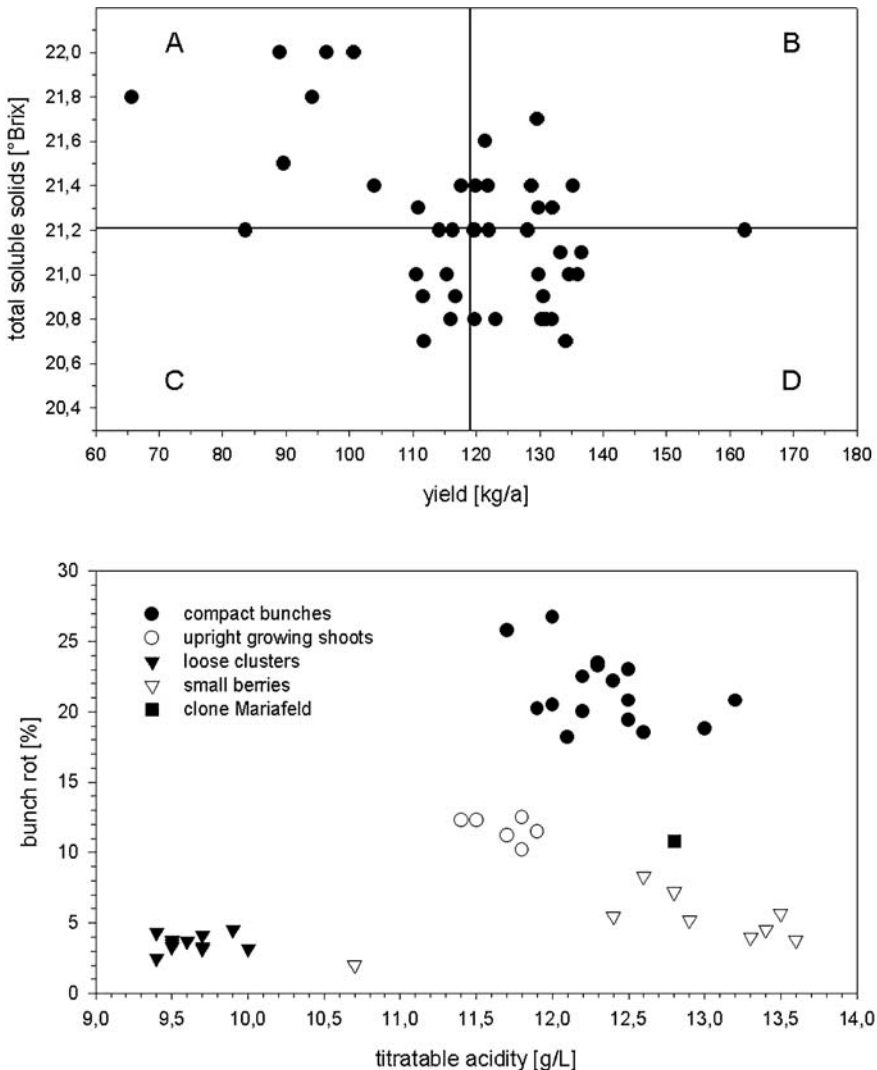 A
B
22,0
21,8
21,6
21,4
21,2
21,0
20,8
20,6
20,4
total soluble solids [°Brix]
C
D
60 70 80 90 100 110 120 130 140 150 160 170 180
yield [kg/a]
30
25
20
15
10
5
0
bunch rot [%]
compact bunches
upright growing shoots
loose clusters
small berries
clone Mariafeld
9,0 9,5 10,0 10,5 11,0 11,5 12,0 12,5 13,0 13,5 14,0
titratable acidity [g/L]